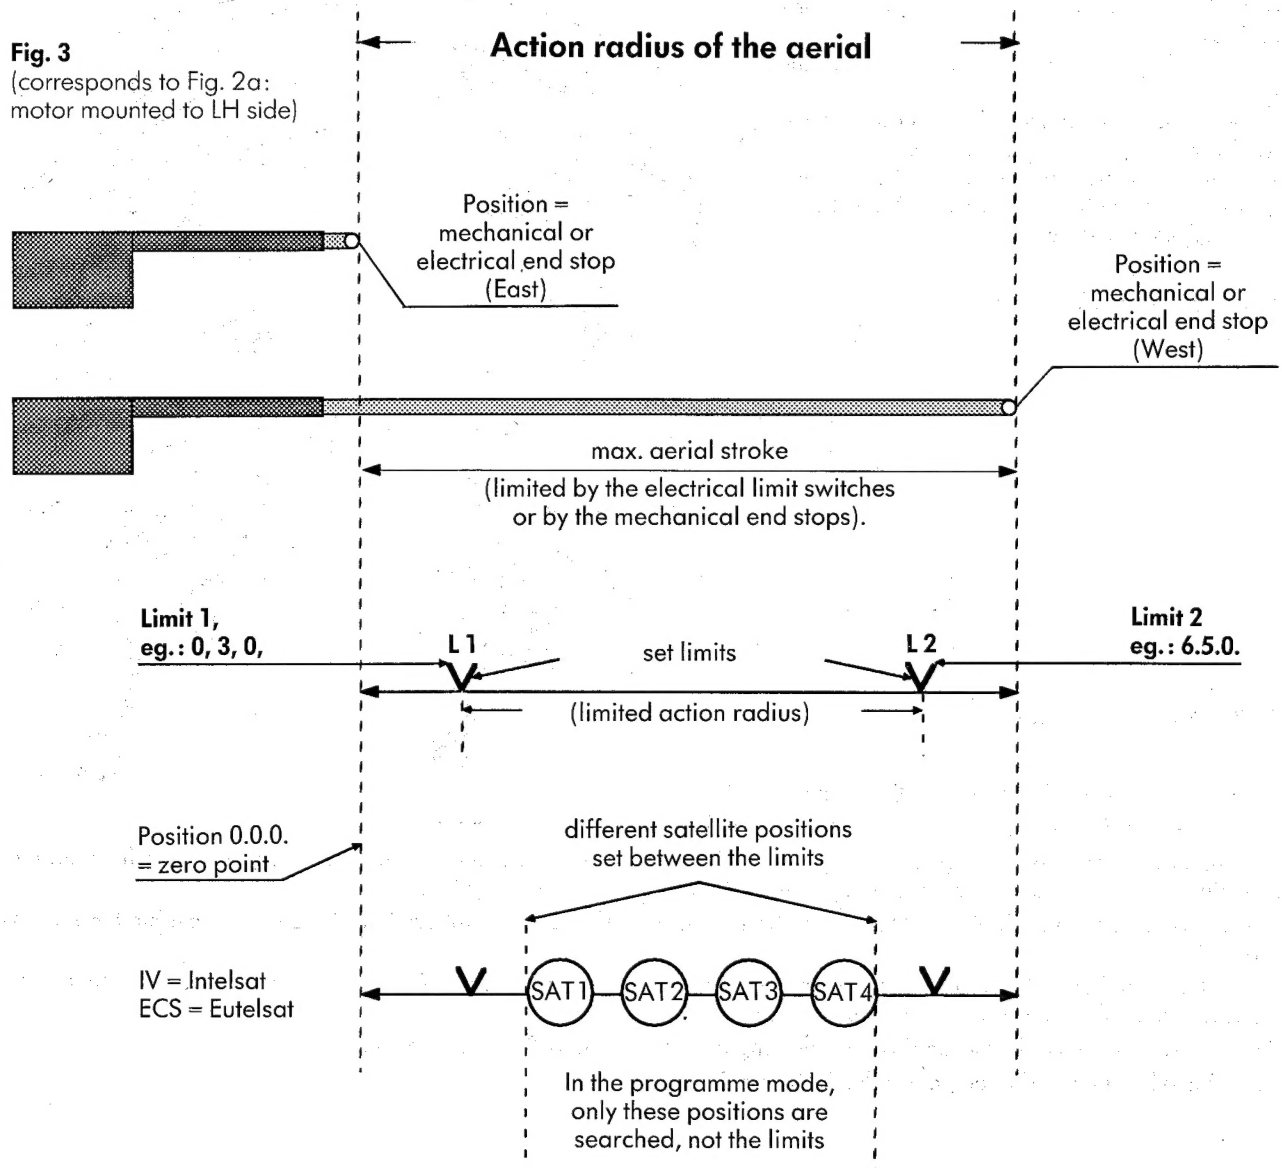 Fig. 3
(corresponds to Fig. 2a:
motor mounted to LH side)
Action radius of the aerial
Position =
mechanical or
electrical end stop
(East)
Position =
mechanical or
electrical end stop
(West)
max. aerial stroke
(limited by the electrical limit switches
or by the mechanical end stops).
Limit 1,
eg.: 0, 3, 0,
L 1
set limits
L 2
Limit 2
eg.: 6.5.0.
(limited action radius)
Position 0.0.0.
= zero point
different satellite positions
set between the limits
IV = Intelsat
ECS = Eutelsat
SAT1
SAT2
SAT3
SAT4
In the programme mode,
only these positions are
searched, not the limits